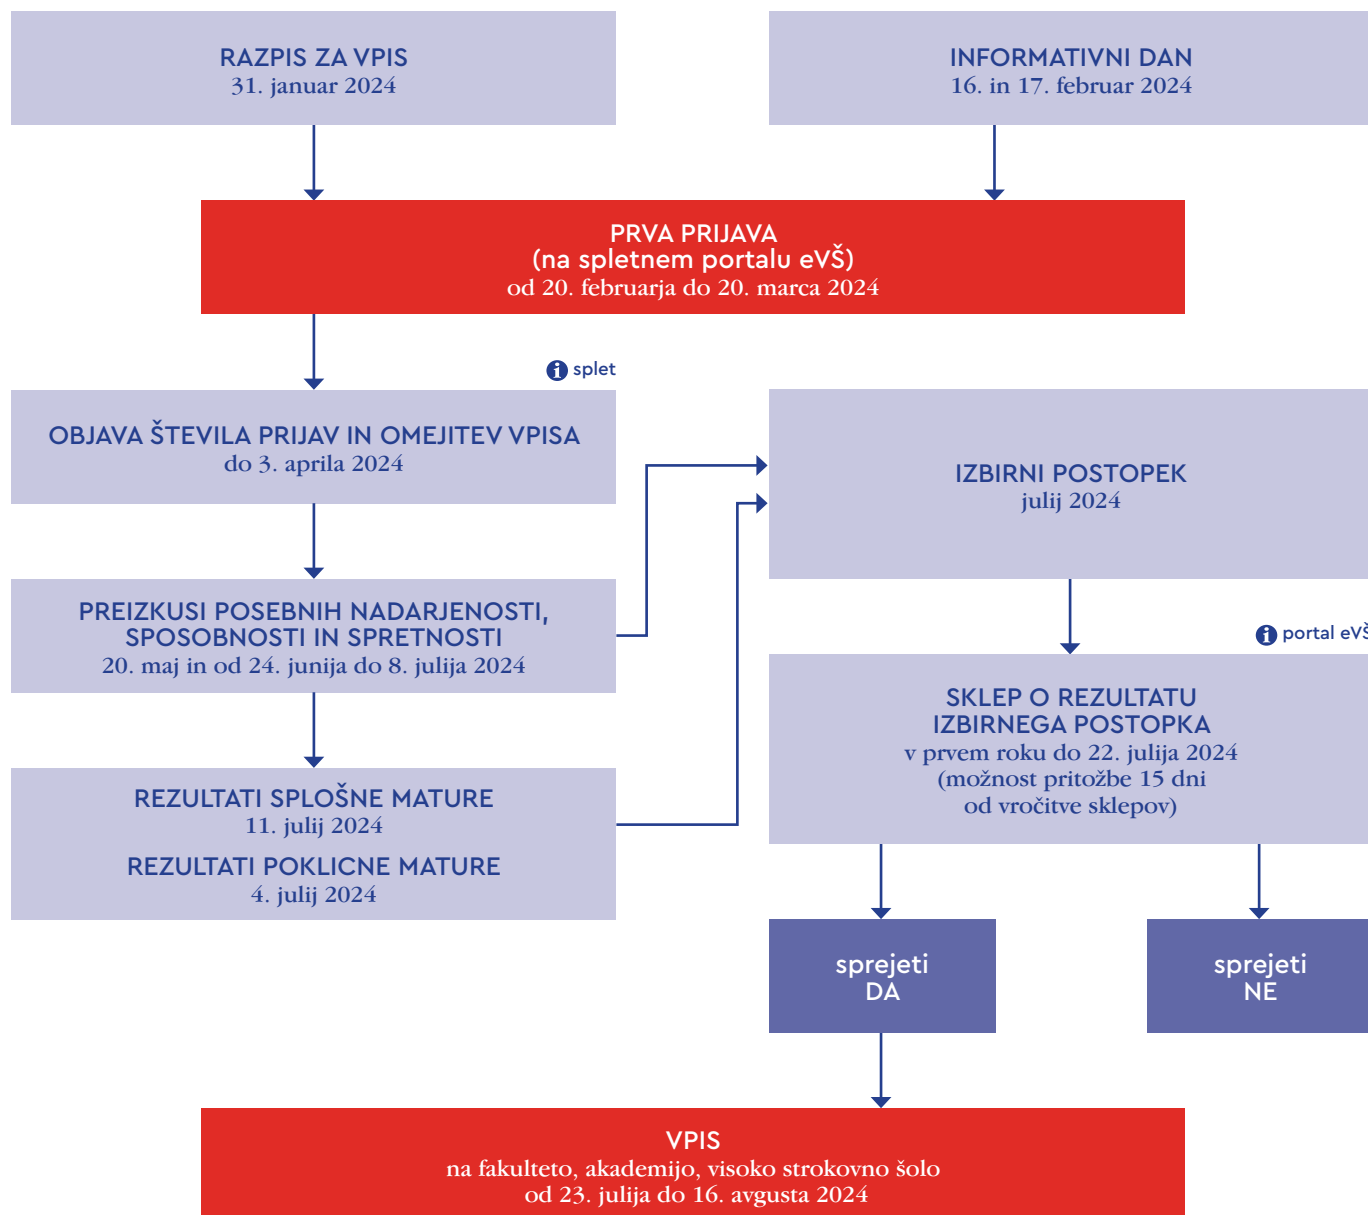 RAZPIS ZA VPIS
31. januar 2024
INFORMATIVNI DAN
16. in 17. februar 2024
PRVA PRIJAVA
(na spletnem portalu eVŠ)
od 20. februarja do 20. marca 2024
splet
OBJAVA ŠTEVILA PRIJAV IN OMEJITEV VPISA
do 3. aprila 2024
PREIZKUSI POSEBNIH NADARJENOSTI,
SPOSOBNOSTI IN SPRETNOSTI
20. maj in od 24. junija do 8. julija 2024
REZULTATI SPLOŠNE MATURE
11. julij 2024
REZULTATI POKLICNE MATURE
4. julij 2024
IZBIRNI POSTOPEK
julij 2024
portal eVŠ
SKLEP O REZULTATU
IZBIRNEGA POSTOPKA
v prvem roku do 22. julija 2024
(možnost pritožbe 15 dni
od vročitve sklepov)
sprejeti
DA
sprejeti
NE
VPIS
na fakulteto, akademijo, visoko strokovno šolo
od 23. julija do 16. avgusta 2024